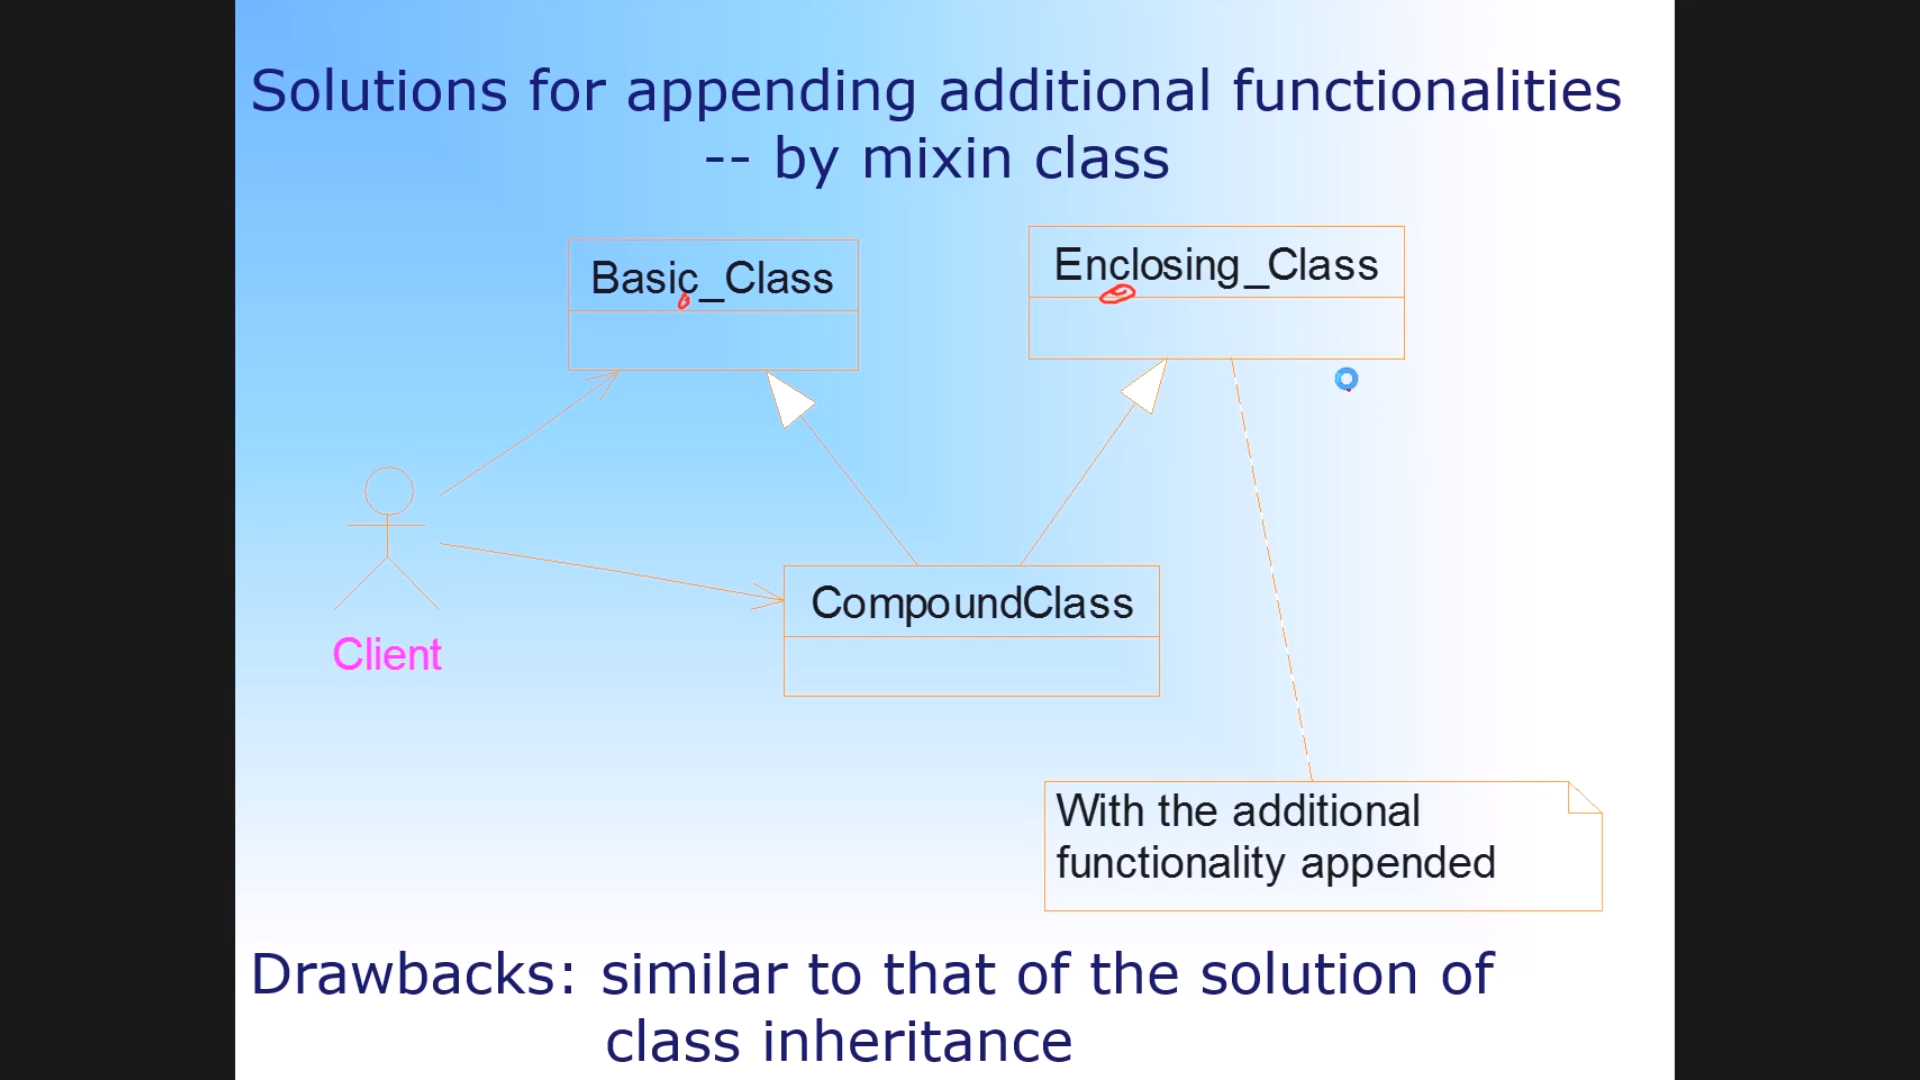 Solutions for appending additional functionalities
-- by mixin class
Basic_Class
Enclosing_Class
Client
CompoundClass
With the additional
functionality appended
Drawbacks: similar to that of the solution of
class inheritance